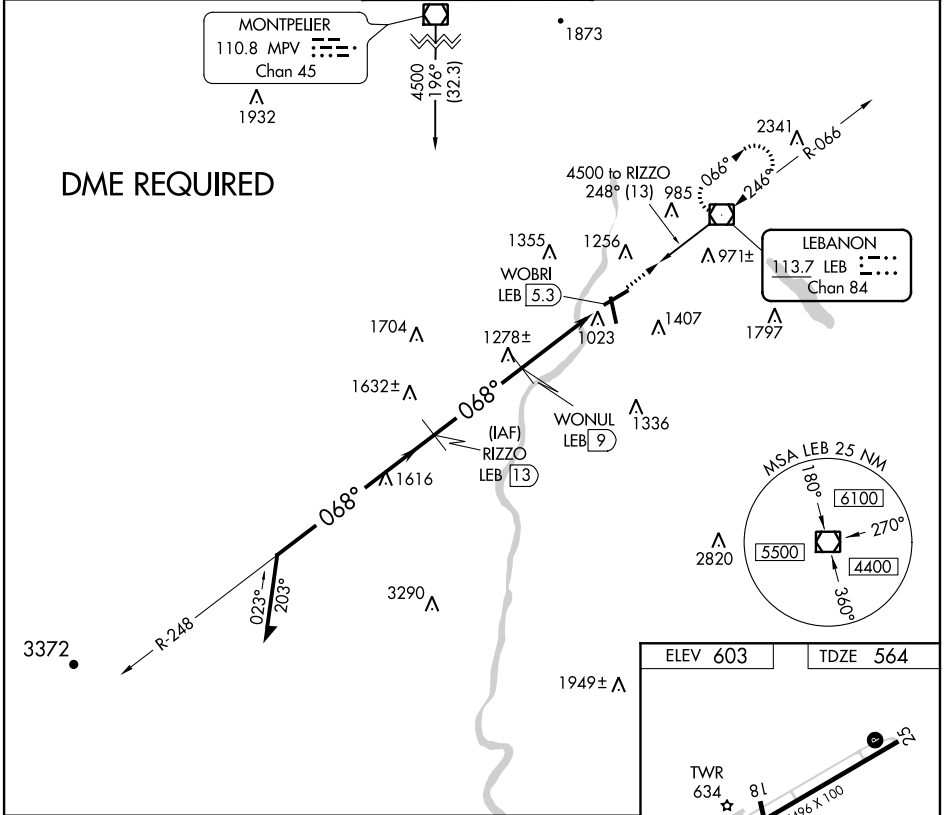 MONTPELIER
110.8 MPV
Chan 45
1932
4500
196°
(32.3)
1873
DME REQUIRED
2341
R-066
066°
246°
4500 to RIZZO
248° (13)
985
LEBANON
113.7 LEB
Chan 84
971±
1355
1256
WOBRI
LEB 5.3
1797
1407
1023
1704
1278±
1632±
068°
WONUL
LEB 9
1336
(IAF)
RIZZO
LEB 13
1616
068°
MSA LEB 25 NM
180°
6100
270°
5500
4400
360°
2820
3290
023°
203°
R-248
3372
1949±
ELEV 603
TDZE 564
P
25
TWR
634
18
496 X 100